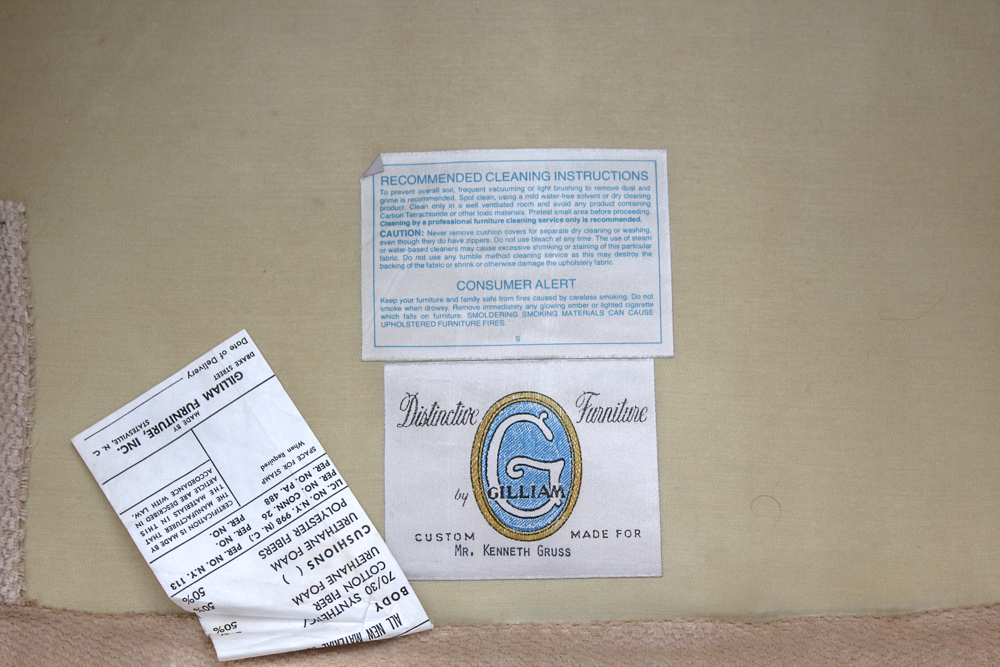 RECOMMENDED CLEANING INSTRUCTIONS
To prevent overall soil, frequent vacuuming or light brushing to remove dust and
grime is recommended. Spot clean, using a mild water-free solvent or dry cleaning
product. Clean only in a well ventilated room and avoid any product containing
Carbon Tetrachloride or other toxic materials. Pretest small area before proceeding.
Cleaning by a professional furniture cleaning service only is recommended.
CAUTION: Never remove cushion covers for separate dry cleaning or washing,
even though they do have zippers. Do not use bleach at any time. The use of steam
or water-based cleaners may cause excessive shrinking or staining of this particular
fabric. Do not use any tumble method cleaning service as this may destroy the
backing of the fabric or shrink or otherwise damage the upholstery fabric.
CONSUMER ALERT
Keep your furniture and family safe from fires caused by careless smoking. Do not
smoke when drowsy. Remove immediately any glowing ember or lighted cigarette
which falls on furniture. SMOLDERING SMOKING MATERIALS CAN CAUSE
UPHOLSTERED FURNITURE FIRES.
S
Distinctive Furniture
G
by GILLIAM
CUSTOM MADE FOR
Mr. Kenneth Gruss
ALL NEW MATERIAL
BODY
70/30 SYNTHETIC/
COTTON FIBER 50%
URETHANE FOAM 50%
CUSHIONS ( )
URETHANE FOAM 50%
POLYESTER FIBERS
LIC. NO. N.Y. 998 (N.C.) PER. NO. N.Y. 113
PER. NO. CONN. 26 PER. NO.
PER. NO. PA. 488
SPACE FOR STAMP
When Required
CERTIFICATION IS MADE BY
THE MANUFACTURER THAT
THE MATERIALS IN THIS
ARTICLE ARE DESCRIBED IN
ACCORDANCE WITH LAW.
MADE BY
GILLIAM FURNITURE, INC.
DRAKE STREET STATESVILLE, N. C.
Date of Delivery